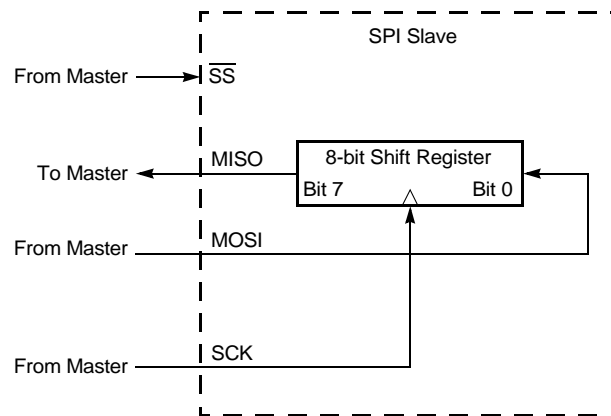 SPI Slave
From Master
S̅S̅
To Master
MISO
8-bit Shift Register
Bit 7
Bit 0
From Master
MOSI
From Master
SCK